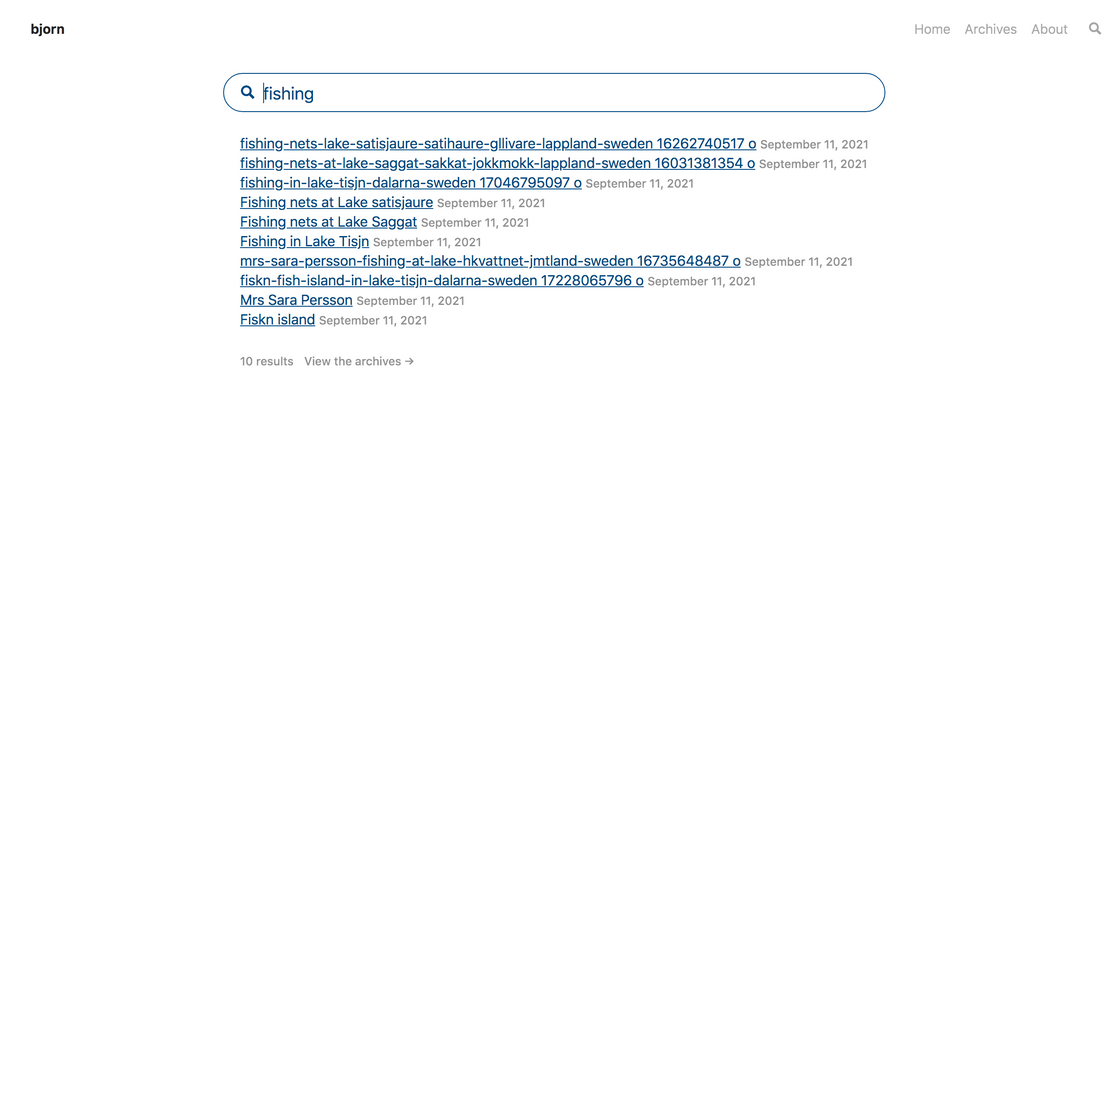 bjorn
Home Archives About
fishing
fishing-nets-lake-satisjaure-satihaure-gllivare-lappland-sweden 16262740517 o September 11, 2021
fishing-nets-at-lake-saggat-sakkat-jokkmokk-lappland-sweden 16031381354 o September 11, 2021
fishing-in-lake-tisjn-dalarna-sweden 17046795097 o September 11, 2021
Fishing nets at Lake satisjaure September 11, 2021
Fishing nets at Lake Saggat September 11, 2021
Fishing in Lake Tisjn September 11, 2021
mrs-sara-persson-fishing-at-lake-hkvattnet-jmtland-sweden 16735648487 o September 11, 2021
fiskn-fish-island-in-lake-tisjn-dalarna-sweden 17228065796 o September 11, 2021
Mrs Sara Persson September 11, 2021
Fiskn island September 11, 2021
10 results View the archives →